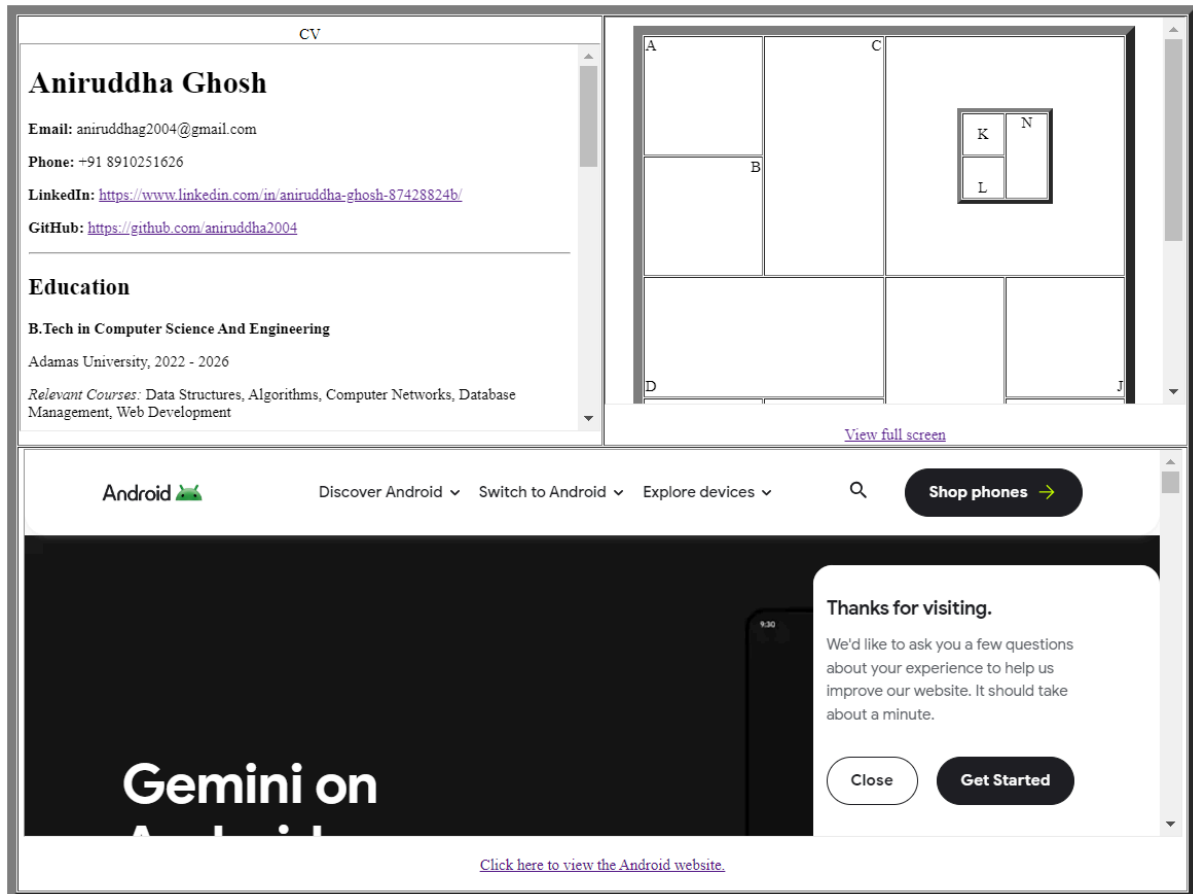 CV
Aniruddha Ghosh
Email: aniruddhag2004@gmail.com
Phone: +91 8910251626
LinkedIn: https://www.linkedin.com/in/aniruddha-ghosh-87428824b/
GitHub: https://github.com/aniruddha2004
Education
B.Tech in Computer Science And Engineering
Adamas University, 2022 - 2026
Relevant Courses: Data Structures, Algorithms, Computer Networks, Database
Management, Web Development
A
C
B
K
N
L
D
J
View full screen
Android
Discover Android
Switch to Android
Explore devices
Shop phones
9:30
Thanks for visiting.
We'd like to ask you a few questions
about your experience to help us
improve our website. It should take
about a minute.
Close
Get Started
Gemini on
Click here to view the Android website.